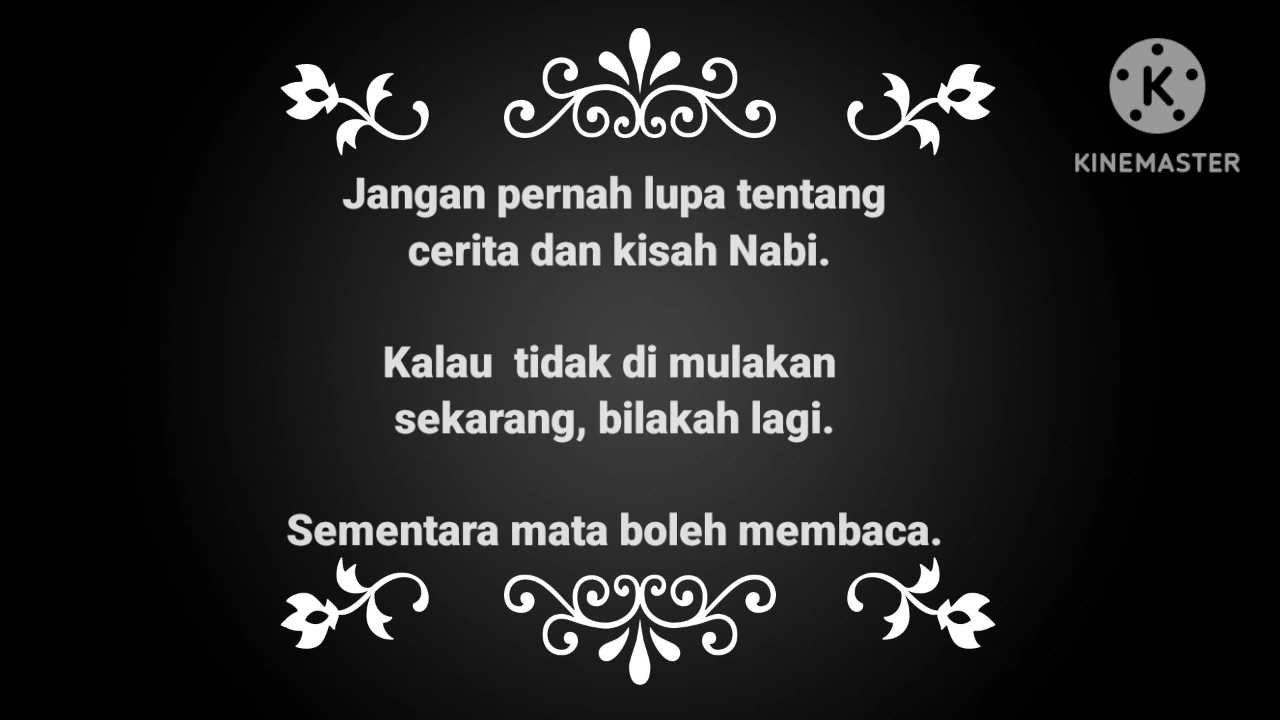 KINEMASTER
Jangan pernah lupa tentang
cerita dan kisah Nabi.
Kalau  tidak di mulakan
sekarang, bilakah lagi.
Sementara mata boleh membaca.